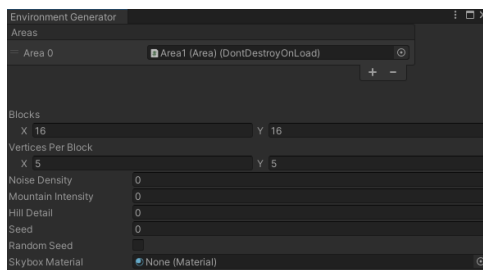 Environment Generator
Areas
Area 0 Area1 (Area) (DontDestroyOnLoad)
+ -
Blocks
X 16 Y 16
Vertices Per Block
X 5 Y 5
Noise Density 0
Mountain Intensity 0
Hill Detail 0
Seed 0
Random Seed
Skybox Material None (Material)